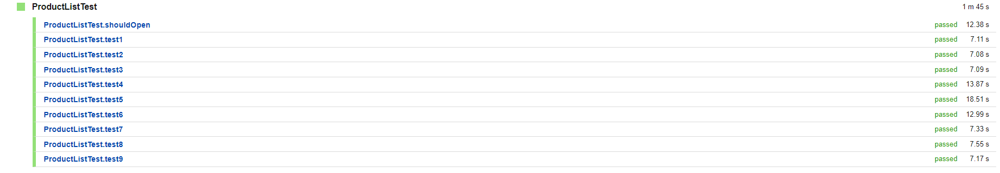 ProductListTest 1 m 45 s
ProductListTest.shouldOpen passed 12.38 s
ProductListTest.test1 passed 7.11 s
ProductListTest.test2 passed 7.08 s
ProductListTest.test3 passed 7.09 s
ProductListTest.test4 passed 13.87 s
ProductListTest.test5 passed 18.51 s
ProductListTest.test6 passed 12.99 s
ProductListTest.test7 passed 7.33 s
ProductListTest.test8 passed 7.55 s
ProductListTest.test9 passed 7.17 s